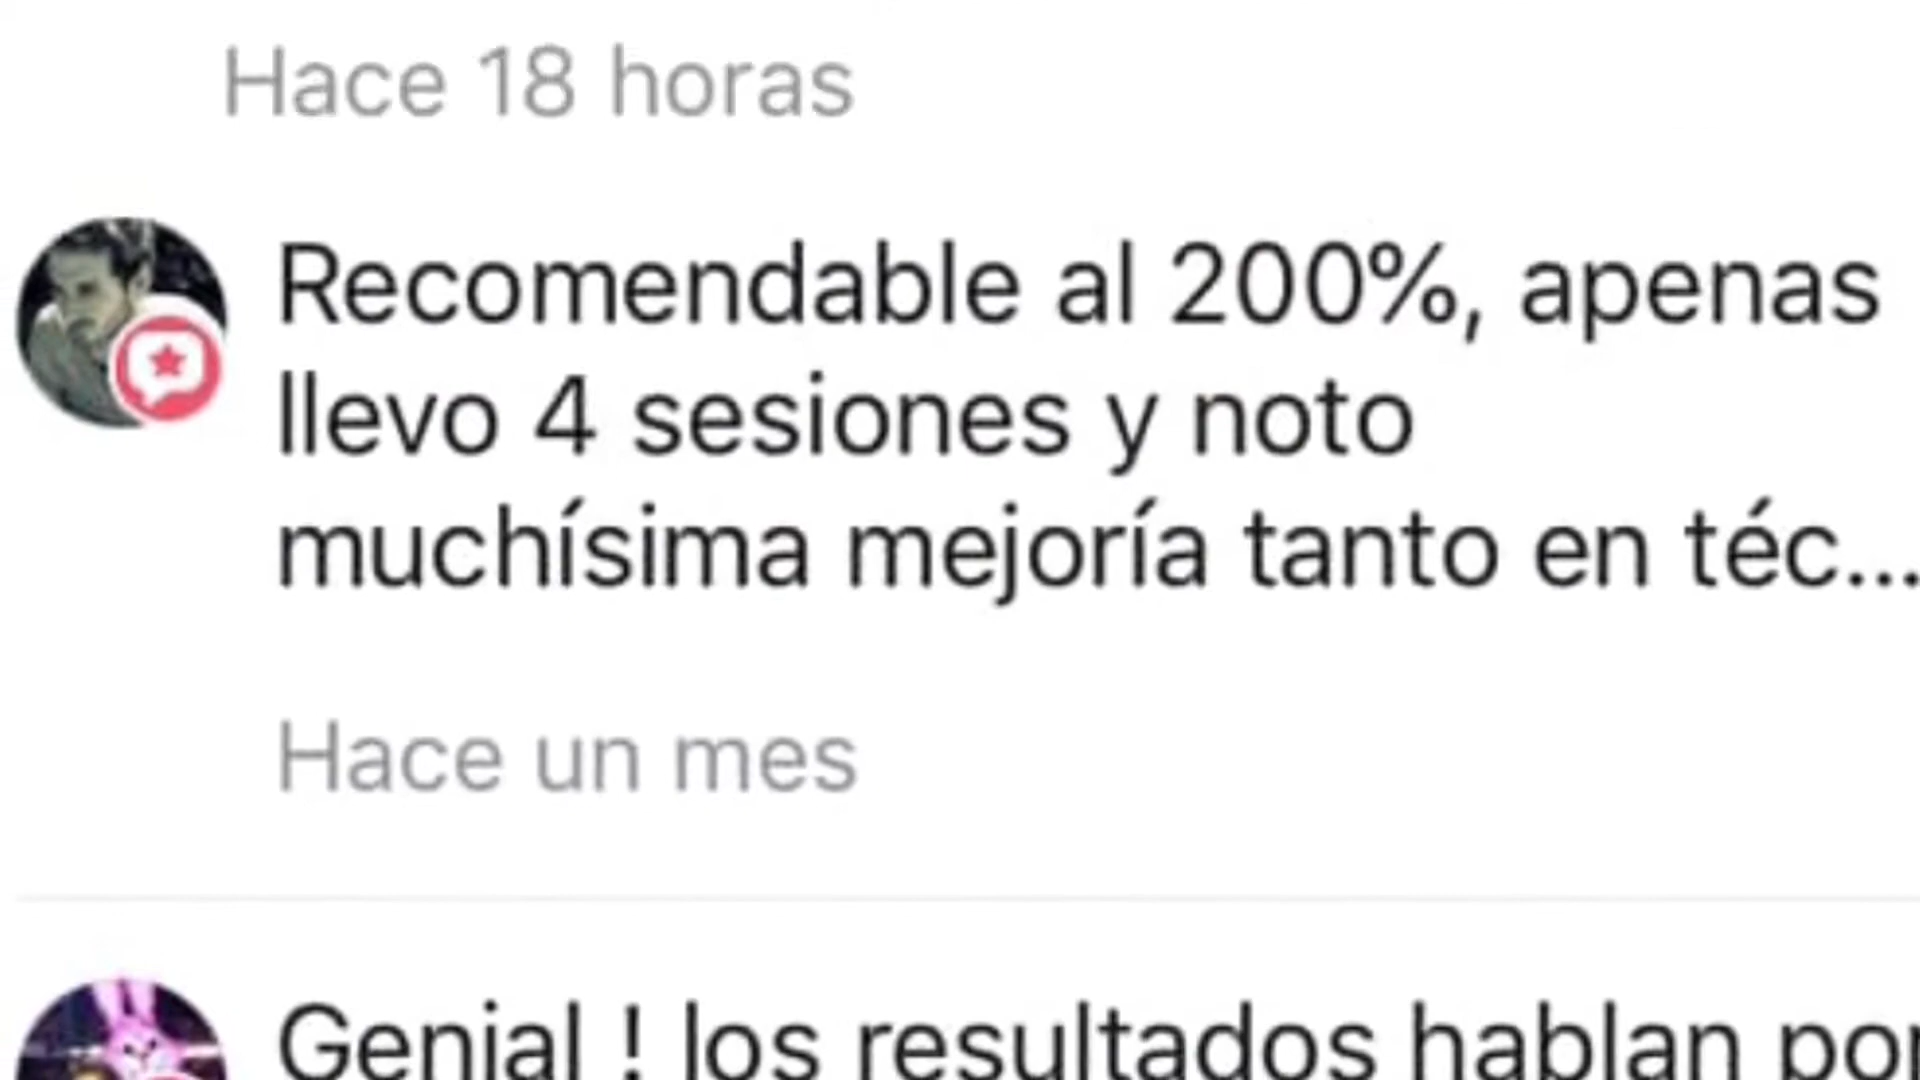 Hace 18 horas
Recomendable al 200%, apenas
llevo 4 sesiones y noto
muchísima mejoría tanto en téc...
Hace un mes
Genial ! los resultados hablan por